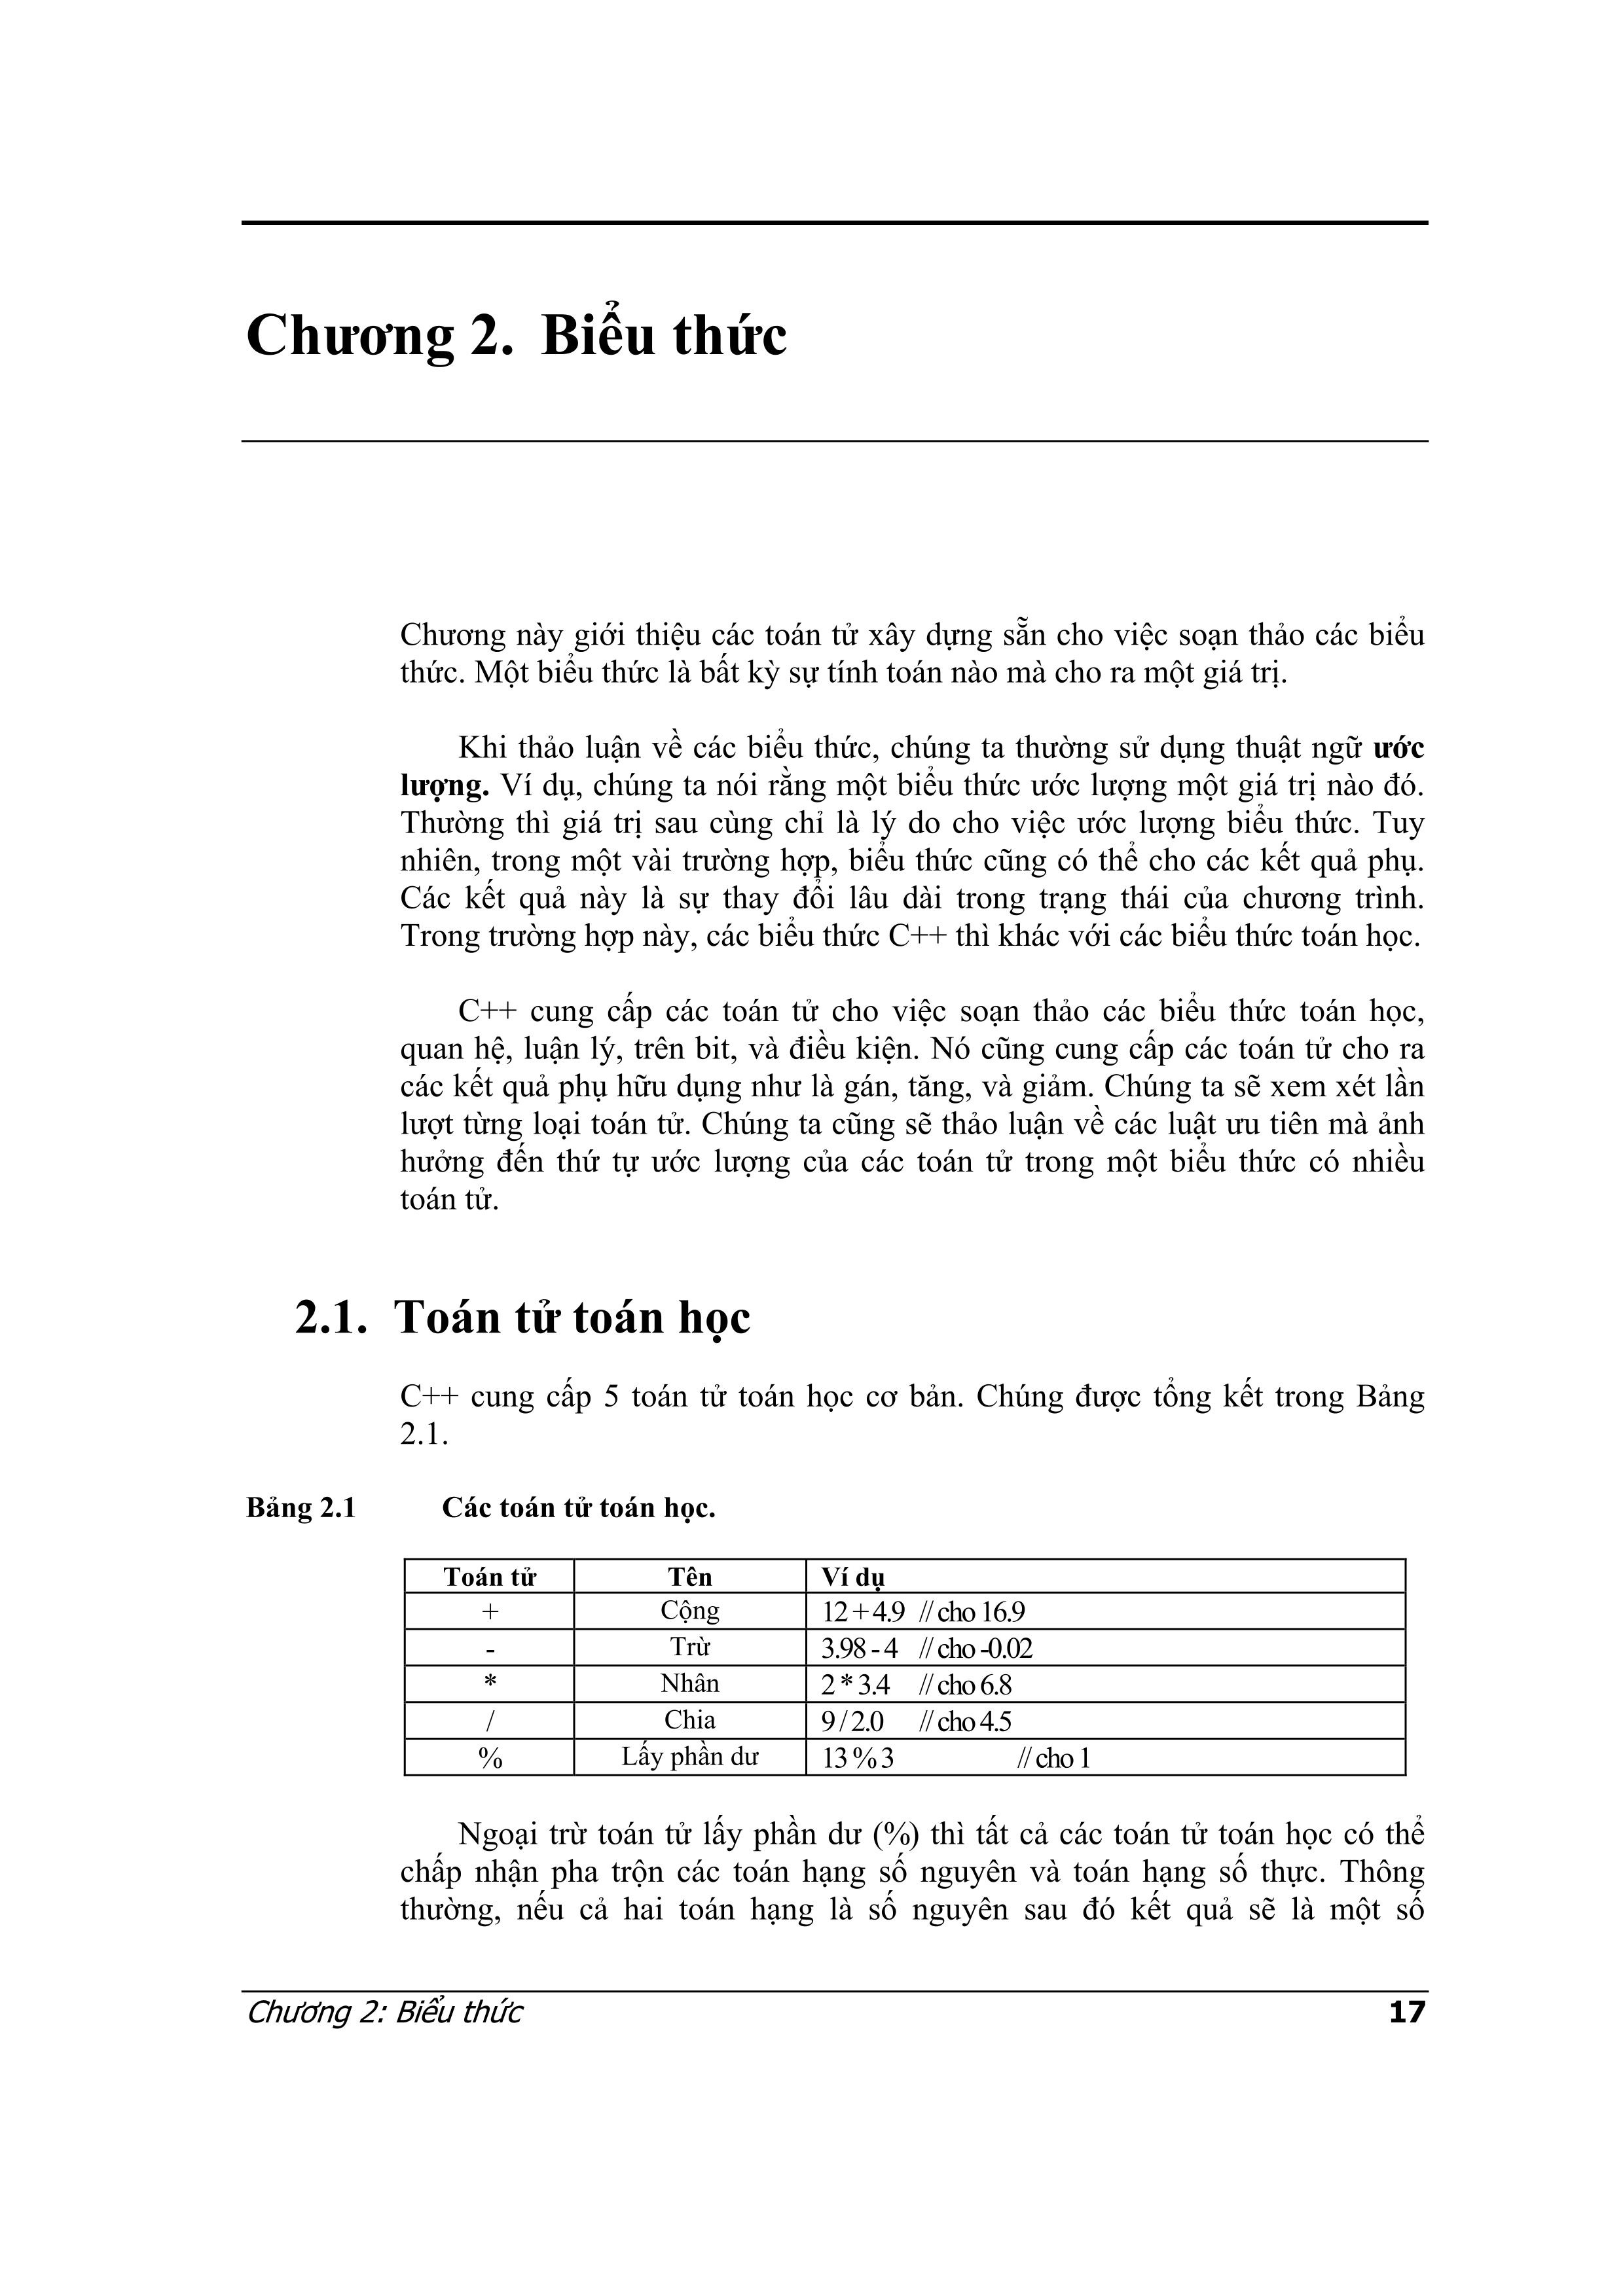 Chương 2. Biểu thức
Chương này giới thiệu các toán tử xây dựng sẵn cho việc soạn thảo các biểu
thức. Một biểu thức là bất kỳ sự tính toán nào mà cho ra một giá trị.
Khi thảo luận về các biểu thức, chúng ta thường sử dụng thuật ngữ ước
lượng. Ví dụ, chúng ta nói rằng một biểu thức ước lượng một giá trị nào đó.
Thường thì giá trị sau cùng chỉ là lý do cho việc ước lượng biểu thức. Tuy
nhiên, trong một vài trường hợp, biểu thức cũng có thể cho các kết quả phụ.
Các kết quả này là sự thay đổi lâu dài trong trạng thái của chương trình.
Trong trường hợp này, các biểu thức C++ thì khác với các biểu thức toán học.
C++ cung cấp các toán tử cho việc soạn thảo các biểu thức toán học,
quan hệ, luận lý, trên bit, và điều kiện. Nó cũng cung cấp các toán tử cho ra
các kết quả phụ hữu dụng như là gán, tăng, và giảm. Chúng ta sẽ xem xét lần
lượt từng loại toán tử. Chúng ta cũng sẽ thảo luận về các luật ưu tiên mà ảnh
hưởng đến thứ tự ước lượng của các toán tử trong một biểu thức có nhiều
toán tử.
2.1. Toán tử toán học
C++ cung cấp 5 toán tử toán học cơ bản. Chúng được tổng kết trong Bảng
2.1.
Bảng 2.1 Các toán tử toán học.
Toán tử Tên Ví dụ
+ Cộng 12 + 4.9 // cho 16.9
- Trừ 3.98 - 4 // cho -0.02
* Nhân 2 * 3.4 // cho 6.8
/ Chia 9 / 2.0 // cho 4.5
% Lấy phần dư 13 % 3 // cho 1
Ngoại trừ toán tử lấy phần dư (%) thì tất cả các toán tử toán học có thể
chấp nhận pha trộn các toán hạng số nguyên và toán hạng số thực. Thông
thường, nếu cả hai toán hạng là số nguyên sau đó kết quả sẽ là một số
Chương 2: Biểu thức 17